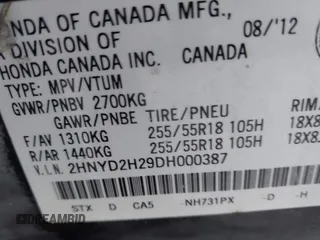 NDA OF CANADA MFG.,
A DIVISION OF 08/'12
HONDA CANADA INC. CANADA
TYPE: MPV/VTUM
GVWR/PNBV 2700KG
GAWR/PNBE TIRE/PNEU RIM
F/AV 1310KG 255/55R18 105H 18X8
R/AR 1440KG 255/55R18 105H 18X8
V.I.N. 2HNYD2H29DH000387
STX D CA5 NH731PX D H
AUTOBIDMASTER